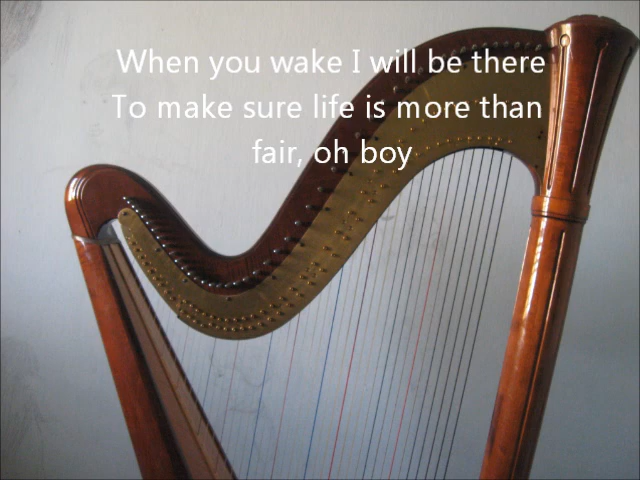 When you wake I will be there
To make sure life is more than
fair, oh boy